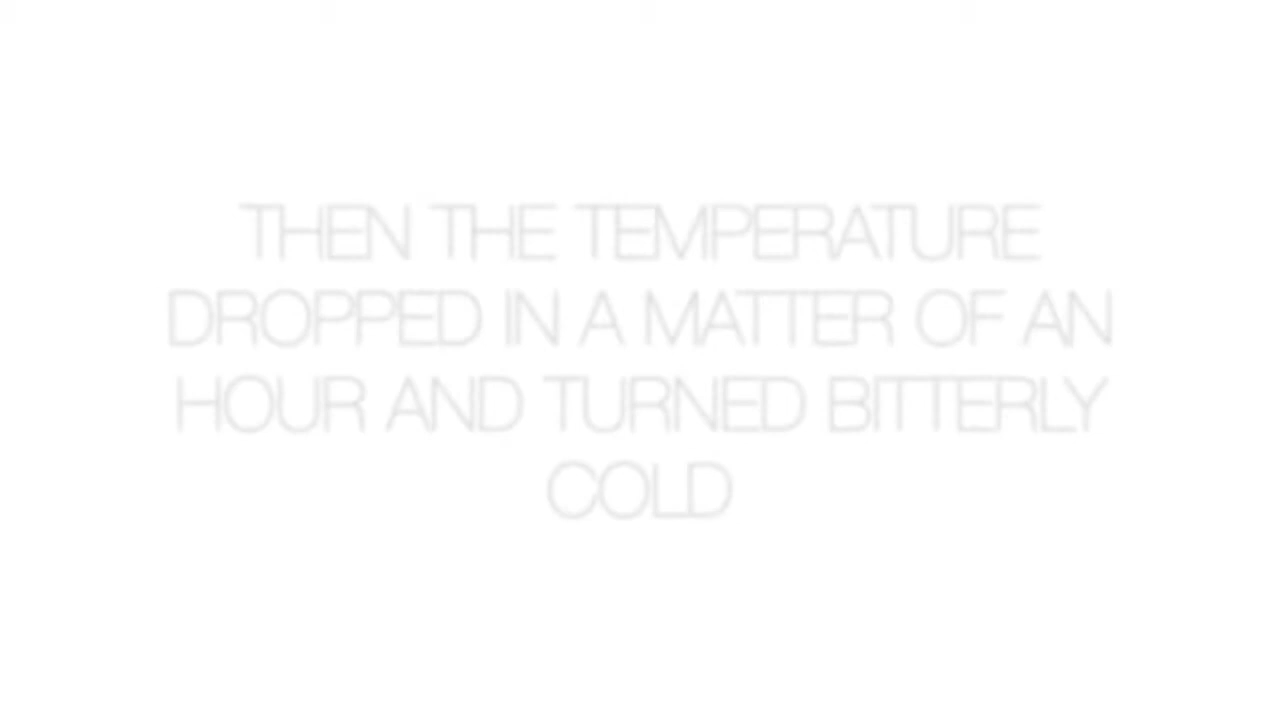 THEN THE TEMPERATURE
DROPPED IN A MATTER OF AN
HOUR AND TURNED BITTERLY
COLD